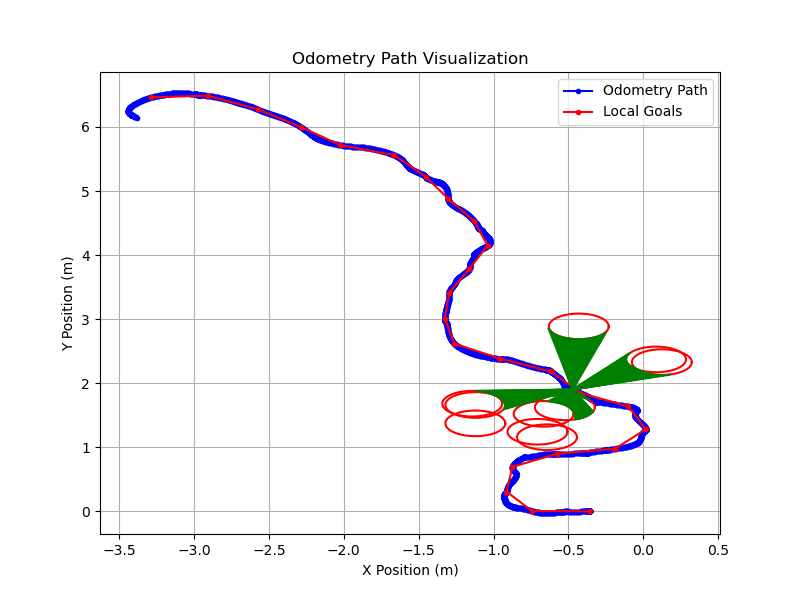 Odometry Path Visualization
Odometry Path
Local Goals
Y Position (m)
6
5
4
3
2
1
0
−3.5 −3.0 −2.5 −2.0 −1.5 −1.0 −0.5 0.0 0.5
X Position (m)